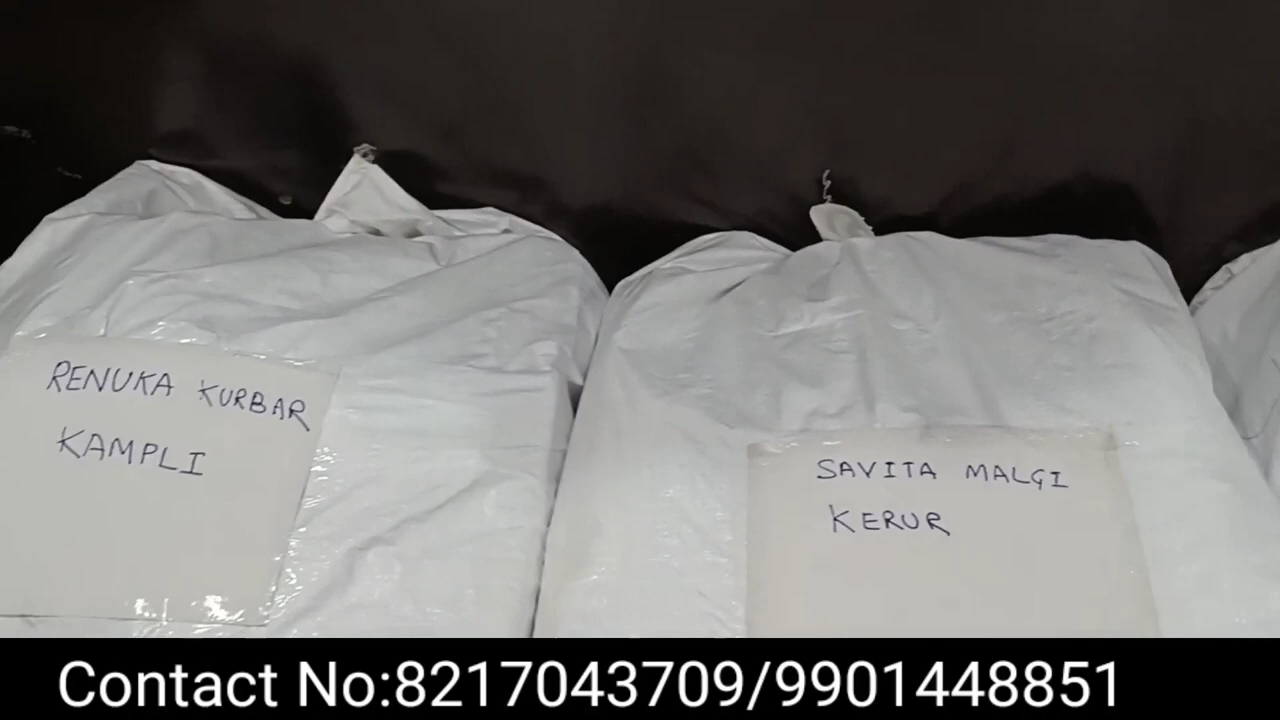 RENUKA KURBAR
KAMPLI
SAVITA MALGI
KERUR
Contact No:8217043709/9901448851